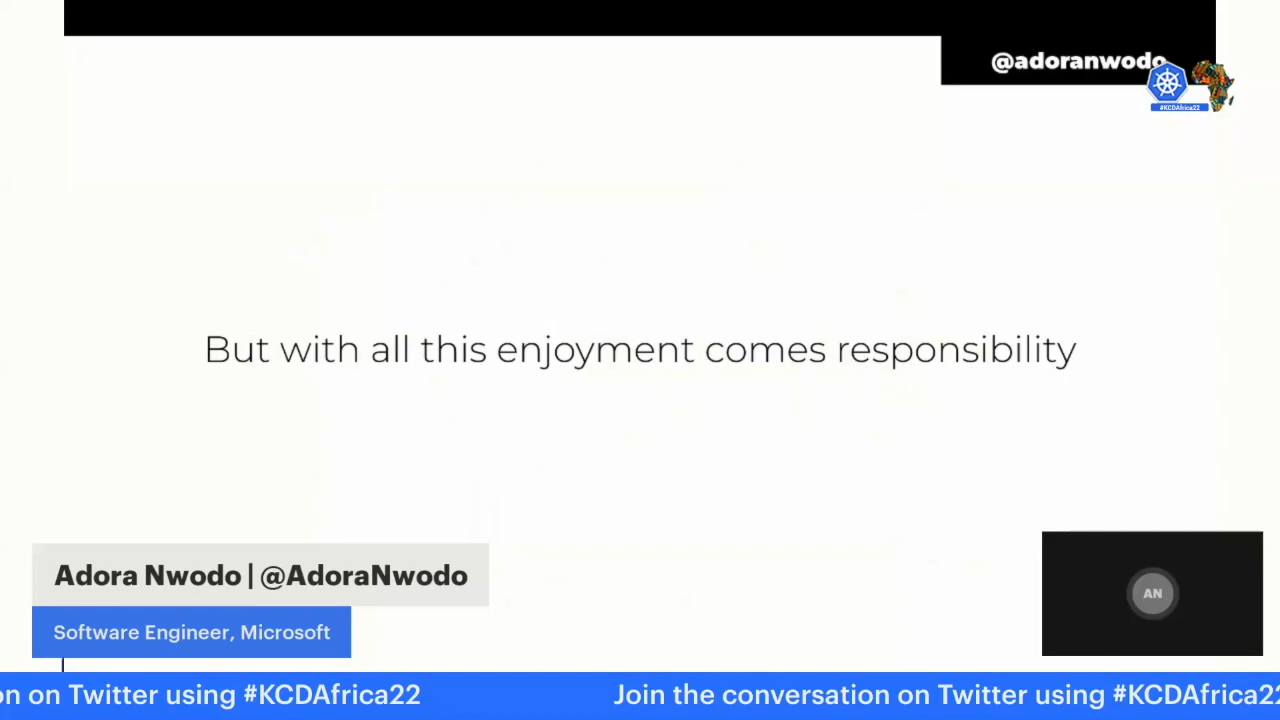 @adoranwodo
#KCDAfrica22
But with all this enjoyment comes responsibility
Adora Nwodo | @AdoraNwodo
AN
Software Engineer, Microsoft
on on Twitter using #KCDAfrica22 Join the conversation on Twitter using #KCDAfrica22